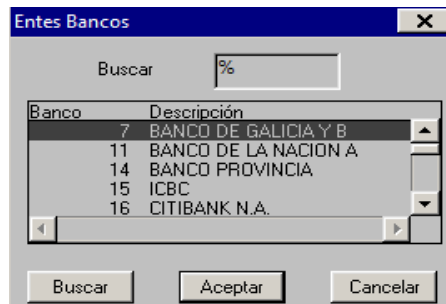 Entes Bancos
Buscar %
Banco Descripción
7 BANCO DE GALICIA Y B
11 BANCO DE LA NACION A
14 BANCO PROVINCIA
15 ICBC
16 CITIBANK N.A.
Buscar Aceptar Cancelar